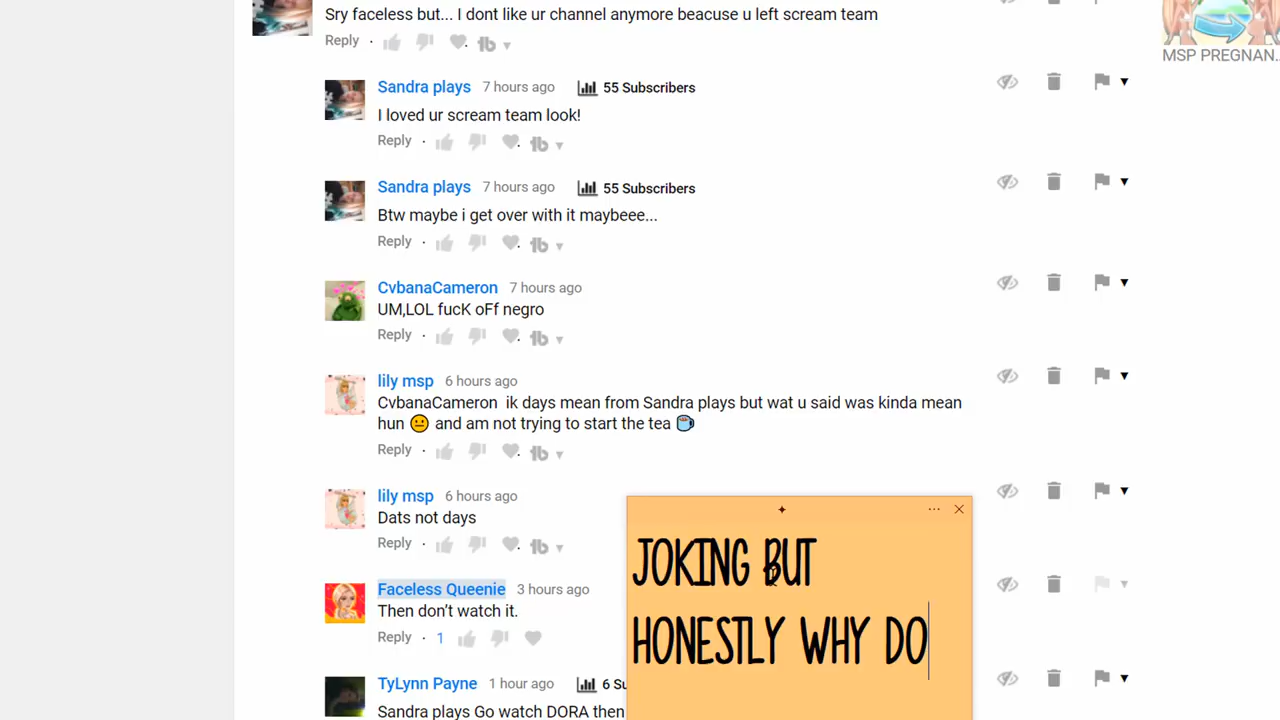 Sry faceless but... I dont like ur channel anymore beacuse u left scream team
MSP PREGNAN...
Reply ·
Sandra plays 7 hours ago 55 Subscribers
I loved ur scream team look!
Reply ·
Sandra plays 7 hours ago 55 Subscribers
Btw maybe i get over with it maybeee...
Reply ·
CvbanaCameron 7 hours ago
UM,LOL fucK oFf negro
Reply ·
lily msp 6 hours ago
CvbanaCameron ik days mean from Sandra plays but wat u said was kinda mean
hun 😐 and am not trying to start the tea ☕
Reply ·
lily msp 6 hours ago
Dats not days
Reply ·
Faceless Queenie 3 hours ago
Then don't watch it.
Reply · 1
TyLynn Payne 1 hour ago 6 Su
Sandra plays Go watch DORA then
JOKING BUT
HONESTLY WHY DO